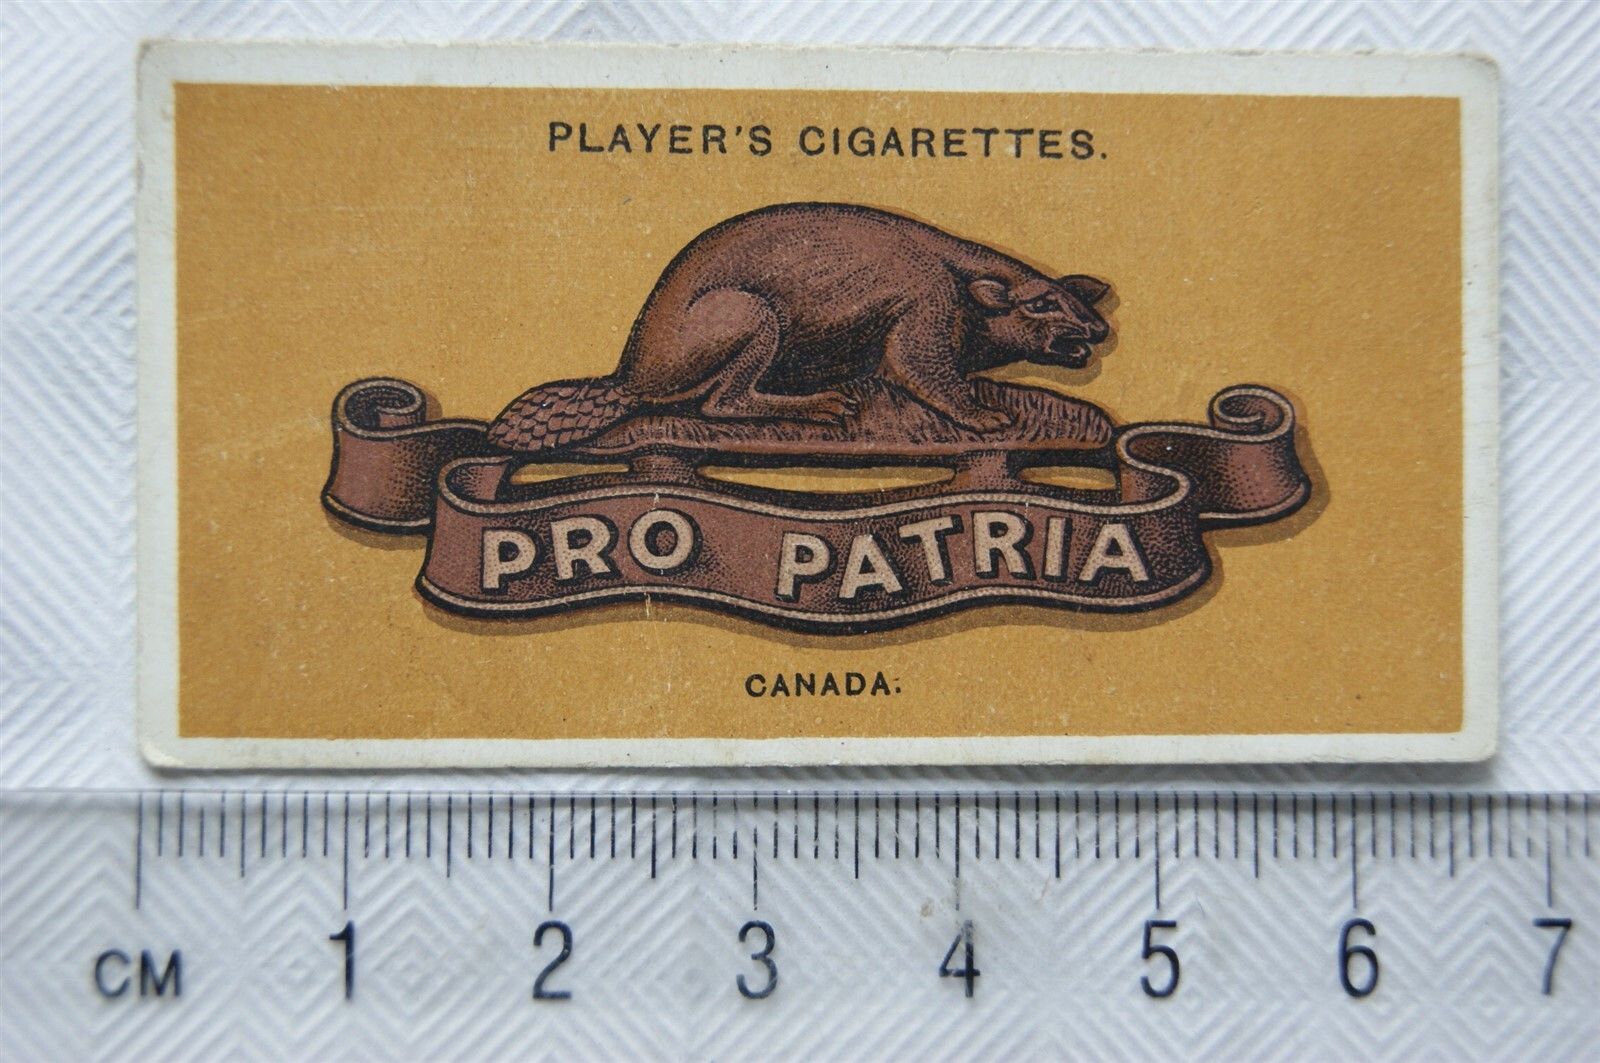 PLAYER'S CIGARETTES.
PRO PATRIA
CANADA.
CM 1 2 3 4 5 6 7